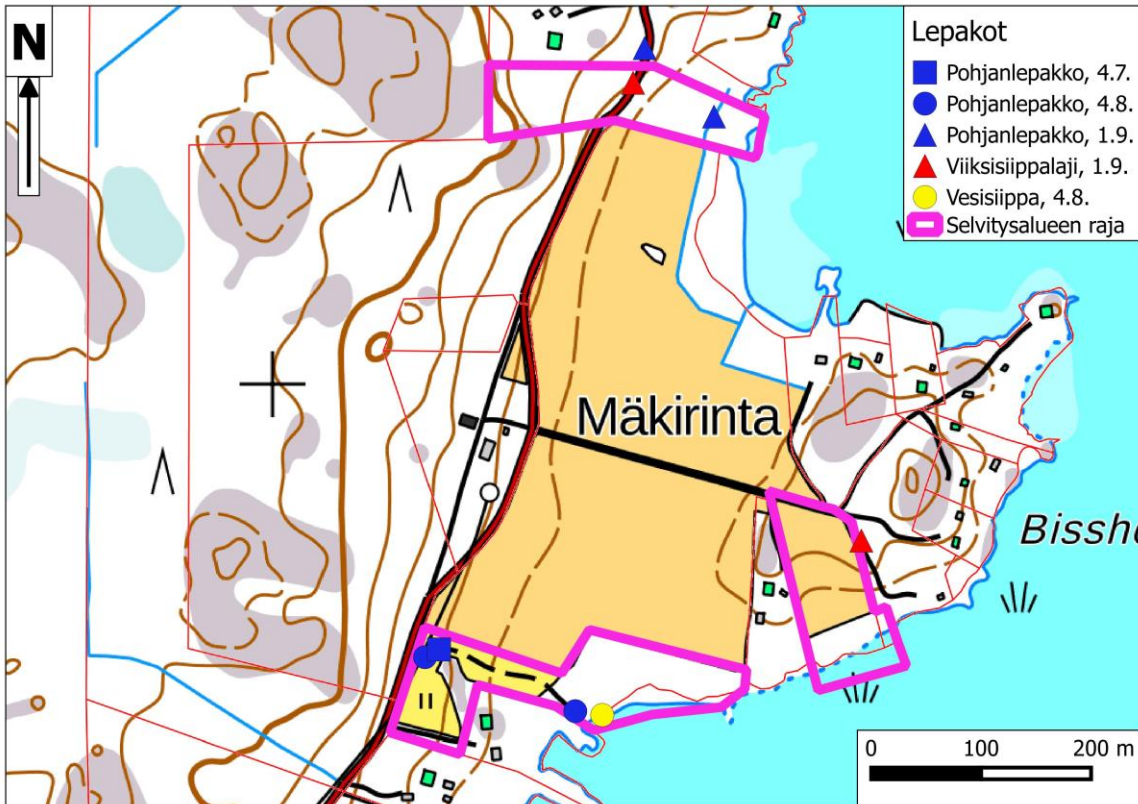 N
Lepakot
Pohjanlepakko, 4.7.
Pohjanlepakko, 4.8.
Pohjanlepakko, 1.9.
Viiksisiippalaji, 1.9.
Vesisiippa, 4.8.
Selvitysalueen raja
Mäkirinta
Bissh
0 100 200 m